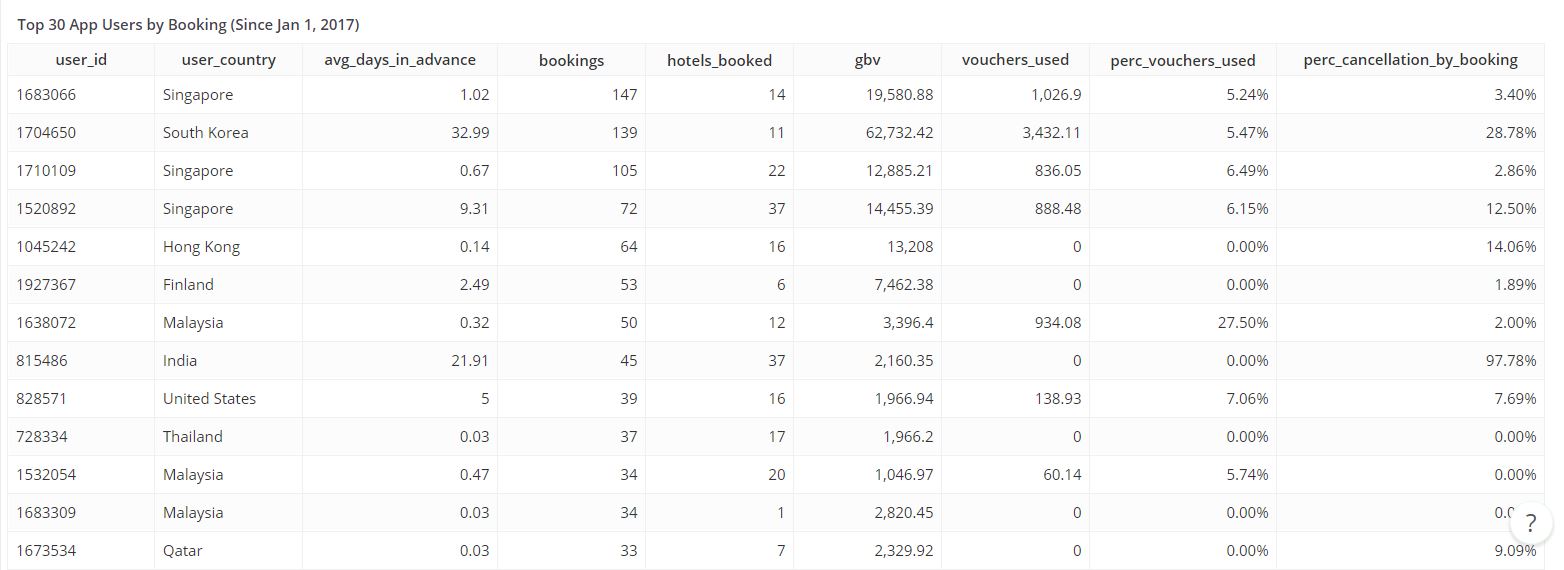 Top 30 App Users by Booking (Since Jan 1, 2017)
user_id user_country avg_days_in_advance bookings hotels_booked gbv vouchers_used perc_vouchers_used perc_cancellation_by_booking
1683066 Singapore 1.02 147 14 19,580.88 1,026.9 5.24% 3.40%
1704650 South Korea 32.99 139 11 62,732.42 3,432.11 5.47% 28.78%
1710109 Singapore 0.67 105 22 12,885.21 836.05 6.49% 2.86%
1520892 Singapore 9.31 72 37 14,455.39 888.48 6.15% 12.50%
1045242 Hong Kong 0.14 64 16 13,208 0 0.00% 14.06%
1927367 Finland 2.49 53 6 7,462.38 0 0.00% 1.89%
1638072 Malaysia 0.32 50 12 3,396.4 934.08 27.50% 2.00%
815486 India 21.91 45 37 2,160.35 0 0.00% 97.78%
828571 United States 5 39 16 1,966.94 138.93 7.06% 7.69%
728334 Thailand 0.03 37 17 1,966.2 0 0.00% 0.00%
1532054 Malaysia 0.47 34 20 1,046.97 60.14 5.74% 0.00%
1683309 Malaysia 0.03 34 1 2,820.45 0 0.00%
?
1673534 Qatar 0.03 33 7 2,329.92 0 0.00% 9.09%